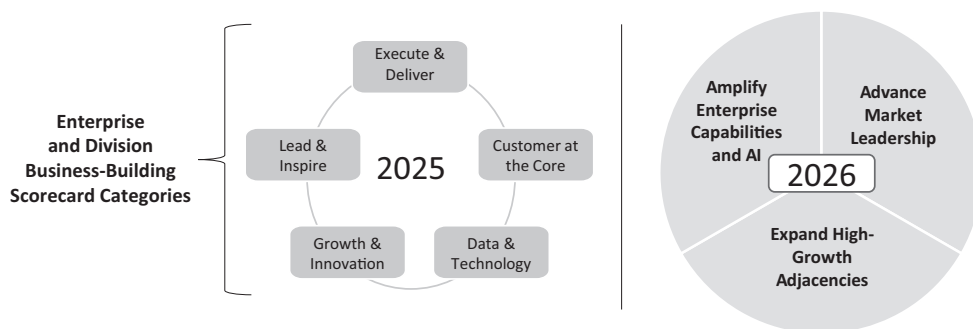 Enterprise
and Division
Business-Building
Scorecard Categories
Execute &
Deliver
Lead &
Inspire
2025
Customer at
the Core
Growth &
Innovation
Data &
Technology
Amplify
Enterprise
Capabilities
and AI
Advance
Market
Leadership
2026
Expand High-
Growth
Adjacencies